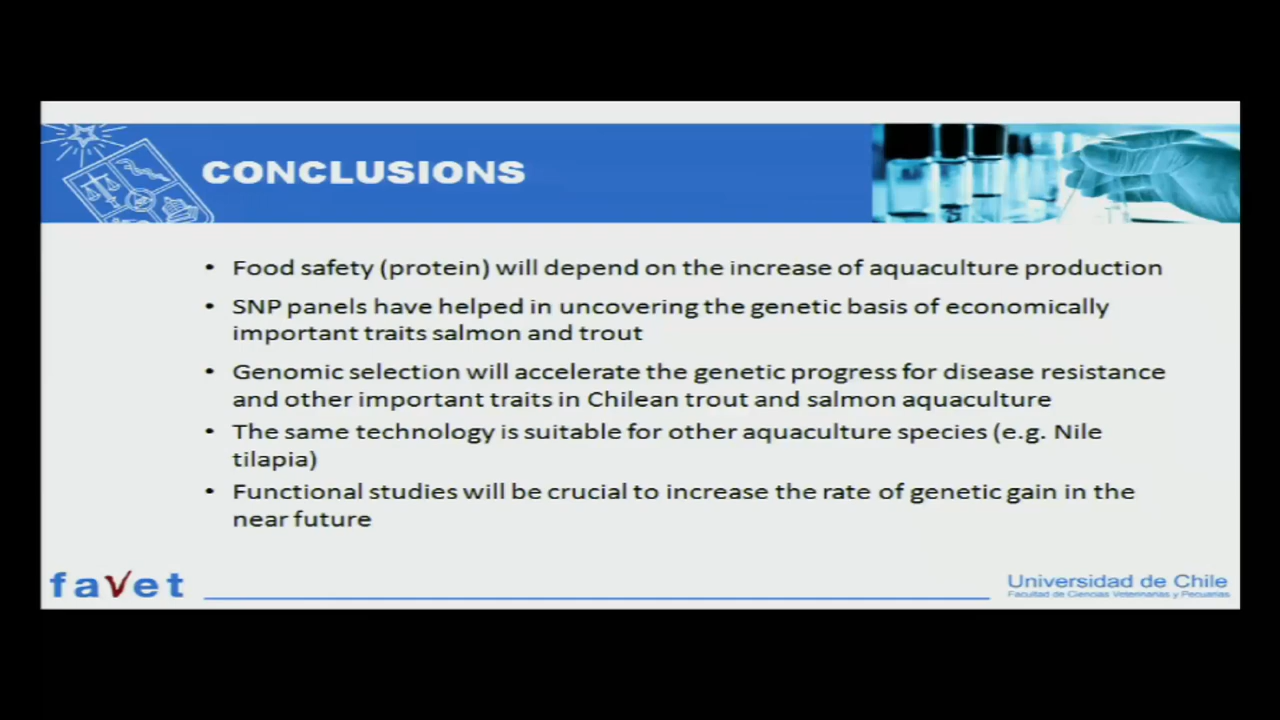 CONCLUSIONS
• Food safety (protein) will depend on the increase of aquaculture production
• SNP panels have helped in uncovering the genetic basis of economically
important traits salmon and trout
• Genomic selection will accelerate the genetic progress for disease resistance
and other important traits in Chilean trout and salmon aquaculture
• The same technology is suitable for other aquaculture species (e.g. Nile
tilapia)
• Functional studies will be crucial to increase the rate of genetic gain in the
near future
favet
Universidad de Chile
Facultad de Ciencias Veterinarias y Pecuarias